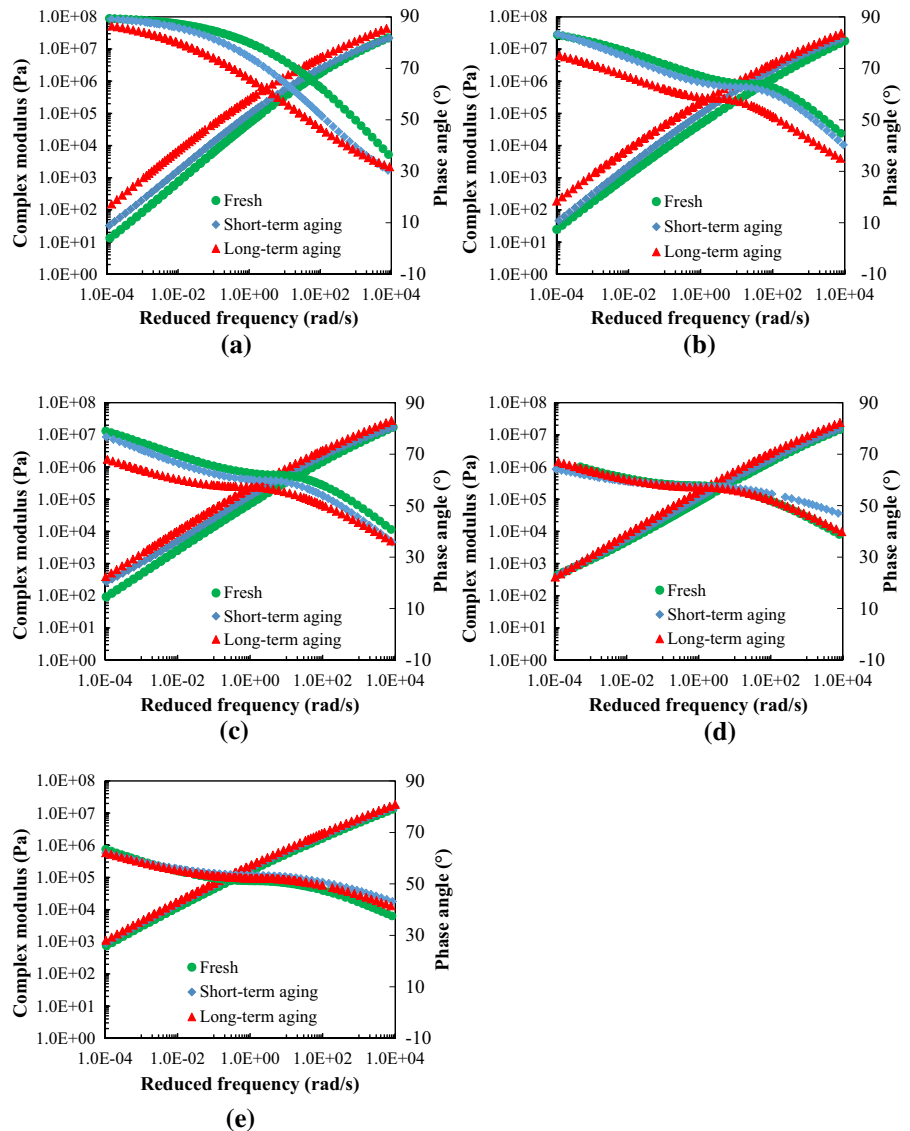 1.0E+08
1.0E+07
1.0E+06
1.0E+05
1.0E+04
1.0E+03
1.0E+02
1.0E+01
1.0E+00
Complex modulus (Pa)
90
70
50
30
10
-10
Phase angle (°)
Fresh
Short-term aging
Long-term aging
1.0E-04 1.0E-02 1.0E+00 1.0E+02 1.0E+04
Reduced frequency (rad/s)
(a)
1.0E+08
1.0E+07
1.0E+06
1.0E+05
1.0E+04
1.0E+03
1.0E+02
1.0E+01
1.0E+00
Complex modulus (Pa)
90
70
50
30
10
-10
Phase angle (°)
Fresh
Short-term aging
Long-term aging
1.0E-04 1.0E-02 1.0E+00 1.0E+02 1.0E+04
Reduced frequency (rad/s)
(b)
1.0E+08
1.0E+07
1.0E+06
1.0E+05
1.0E+04
1.0E+03
1.0E+02
1.0E+01
1.0E+00
Complex modulus (Pa)
90
70
50
30
10
-10
Phase angle (°)
Fresh
Short-term aging
Long-term aging
1.0E-04 1.0E-02 1.0E+00 1.0E+02 1.0E+04
Reduced frequency (rad/s)
(c)
1.0E+08
1.0E+07
1.0E+06
1.0E+05
1.0E+04
1.0E+03
1.0E+02
1.0E+01
1.0E+00
Complex modulus (Pa)
90
70
50
30
10
-10
Phase angle (°)
Fresh
Short-term aging
Long-term aging
1.0E-04 1.0E-02 1.0E+00 1.0E+02 1.0E+04
Reduced frequency (rad/s)
(d)
1.0E+08
1.0E+07
1.0E+06
1.0E+05
1.0E+04
1.0E+03
1.0E+02
1.0E+01
1.0E+00
Complex modulus (Pa)
90
70
50
30
10
-10
Phase angle (°)
Fresh
Short-term aging
Long-term aging
1.0E-04 1.0E-02 1.0E+00 1.0E+02 1.0E+04
Reduced frequency (rad/s)
(e)